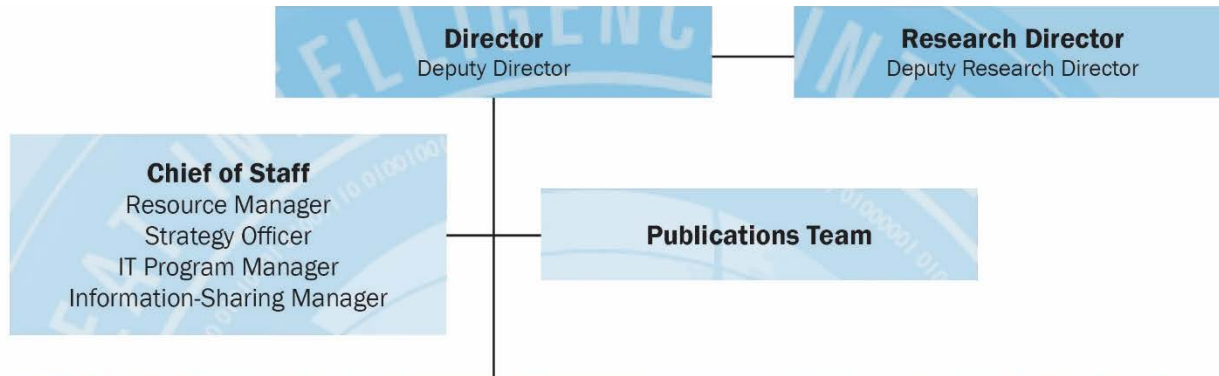 Director
Deputy Director
Research Director
Deputy Research Director
Chief of Staff
Resource Manager
Strategy Officer
IT Program Manager
Information-Sharing Manager
Publications Team